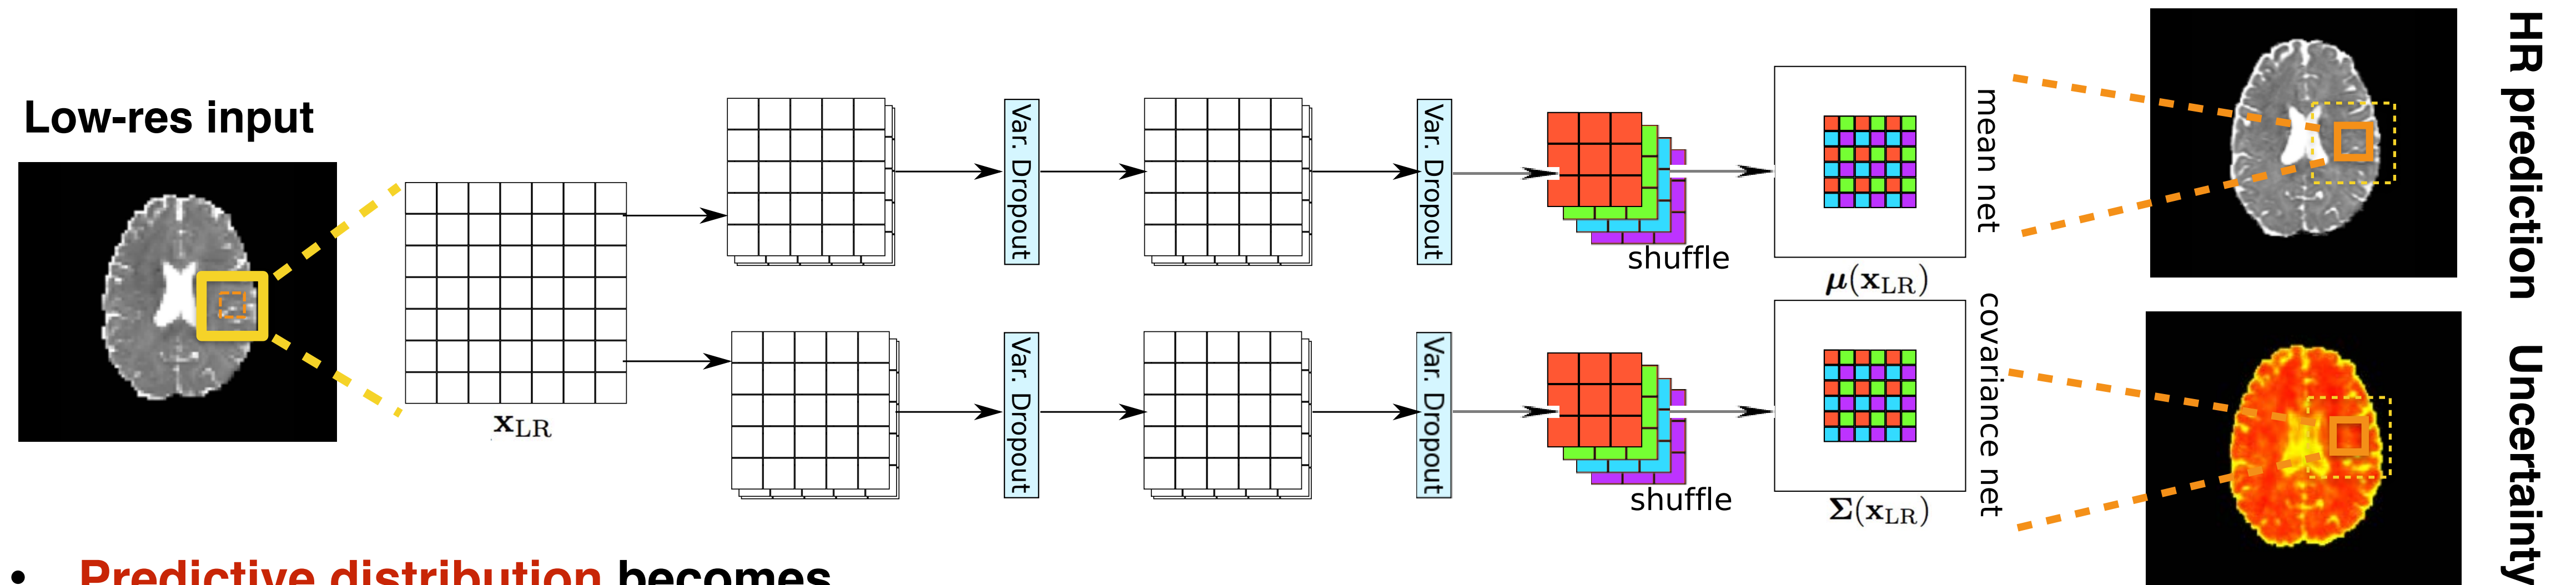 Low-res input
x_LR
Var. Dropout
Var. Dropout
shuffle
mean net
μ(x_LR)
HR prediction
Var. Dropout
Var. Dropout
shuffle
covariance net
Σ(x_LR)
Uncertainty
• Predictive distribution becomes